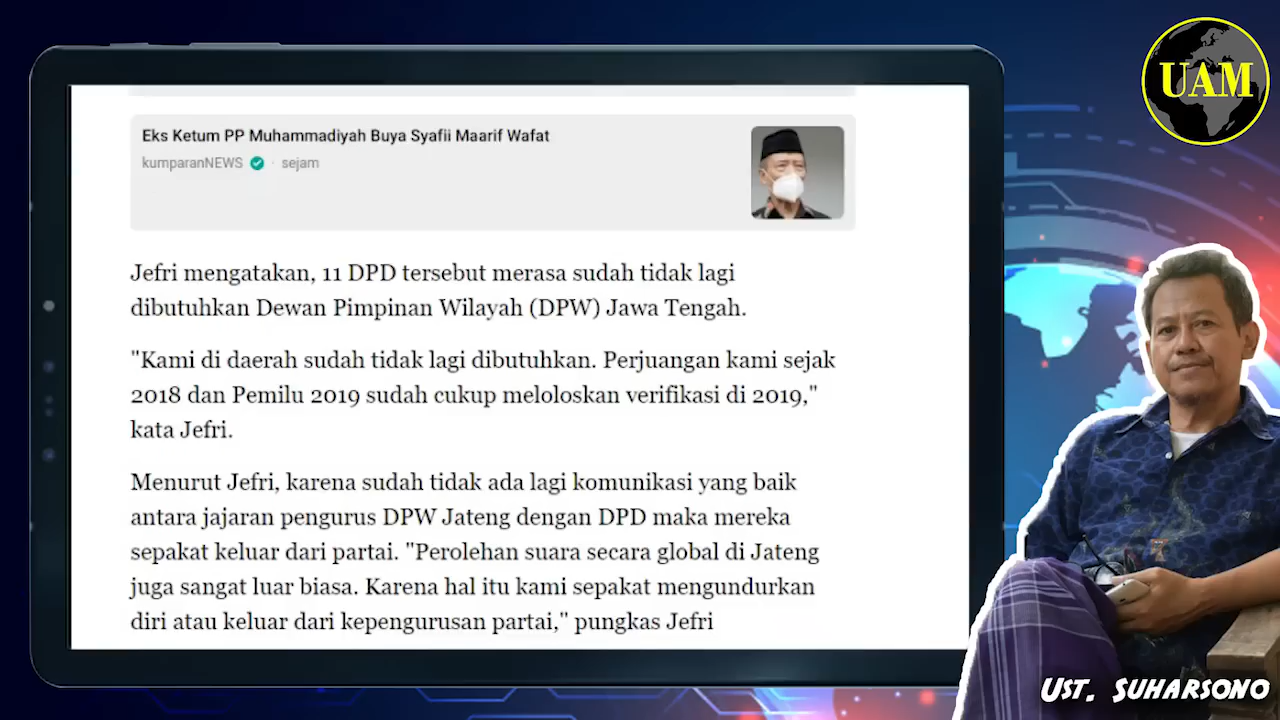 UAM
Eks Ketum PP Muhammadiyah Buya Syafii Maarif Wafat
kumparanNEWS · sejam
Jefri mengatakan, 11 DPD tersebut merasa sudah tidak lagi
dibutuhkan Dewan Pimpinan Wilayah (DPW) Jawa Tengah.
"Kami di daerah sudah tidak lagi dibutuhkan. Perjuangan kami sejak
2018 dan Pemilu 2019 sudah cukup meloloskan verifikasi di 2019,"
kata Jefri.
Menurut Jefri, karena sudah tidak ada lagi komunikasi yang baik
antara jajaran pengurus DPW Jateng dengan DPD maka mereka
sepakat keluar dari partai. "Perolehan suara secara global di Jateng
juga sangat luar biasa. Karena hal itu kami sepakat mengundurkan
diri atau keluar dari kepengurusan partai," pungkas Jefri
UST. SUHARSONO